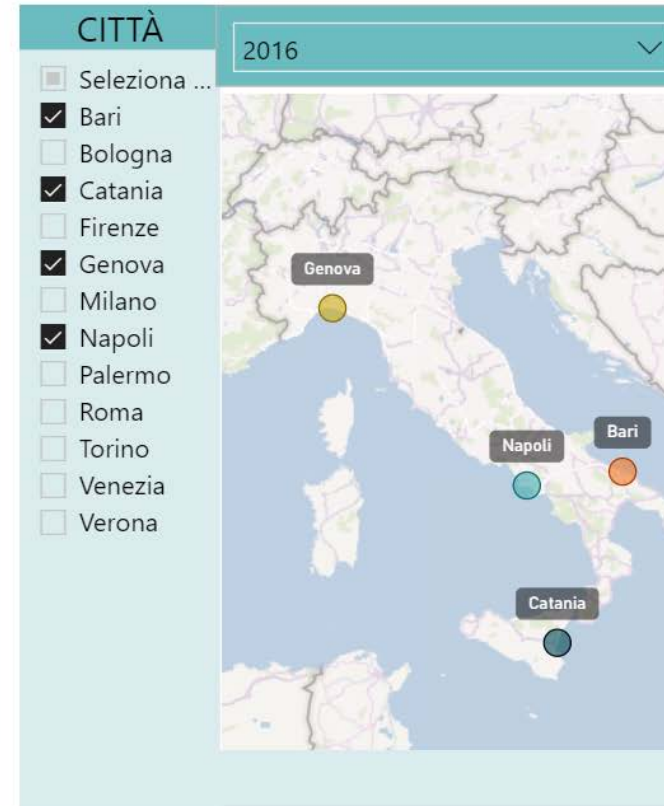 CITTÀ
Seleziona ...
Bari
Bologna
Catania
Firenze
Genova
Milano
Napoli
Palermo
Roma
Torino
Venezia
Verona
2016
Genova
Napoli
Bari
Catania